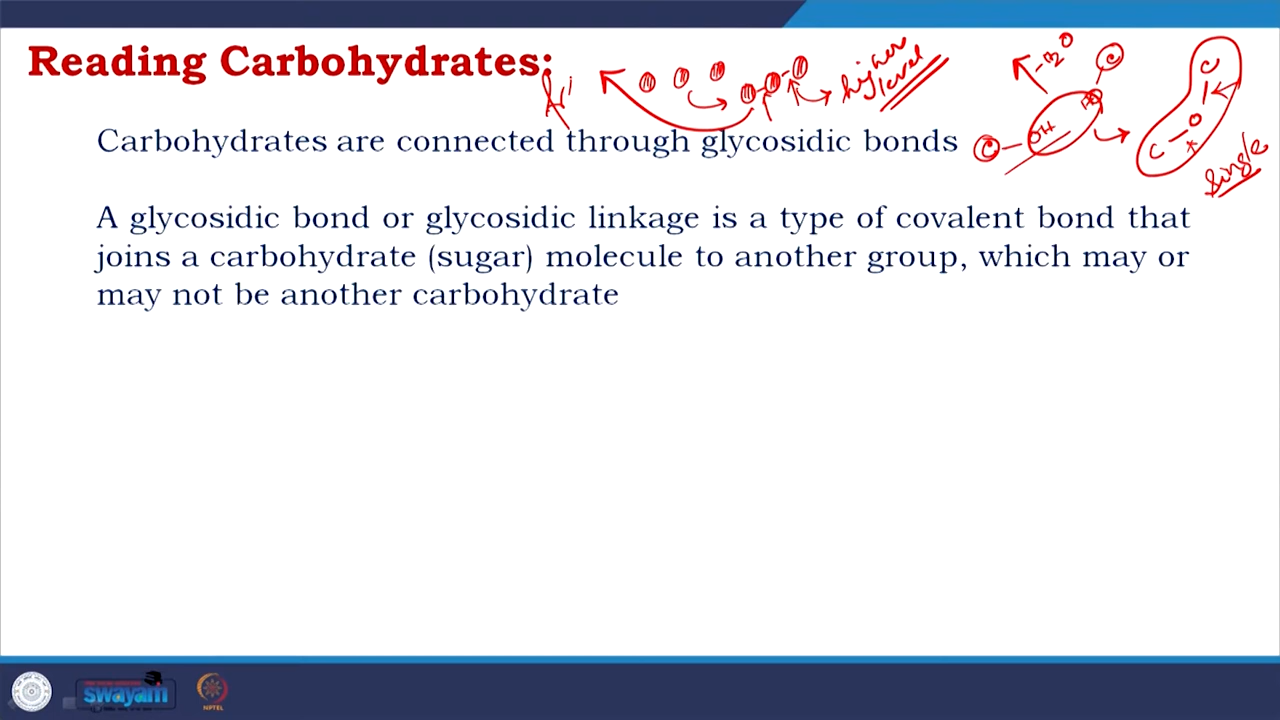 Reading Carbohydrates:
higher
level
-H2O
C
C
OH
C
O
C
Single
Carbohydrates are connected through glycosidic bonds
A glycosidic bond or glycosidic linkage is a type of covalent bond that
joins a carbohydrate (sugar) molecule to another group, which may or
may not be another carbohydrate
swayam
NPTEL